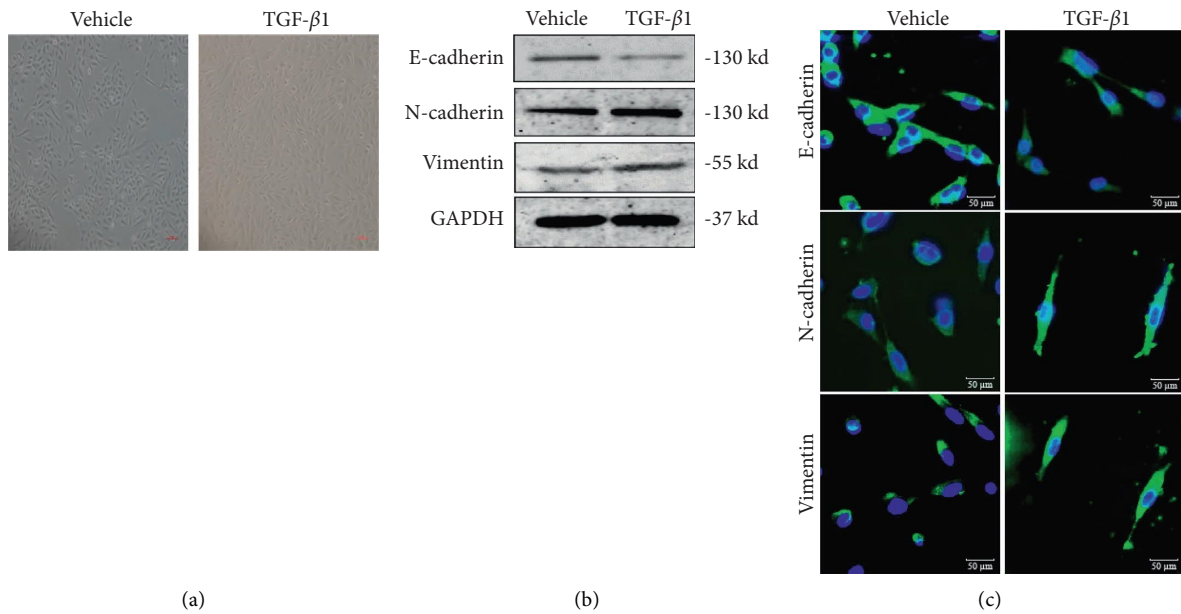 Vehicle TGF-β1
(a)
Vehicle TGF-β1
E-cadherin -130 kd
N-cadherin -130 kd
Vimentin -55 kd
GAPDH -37 kd
(b)
Vehicle TGF-β1
E-cadherin
50 μm 50 μm
N-cadherin
50 μm 50 μm
Vimentin
50 μm 50 μm
(c)